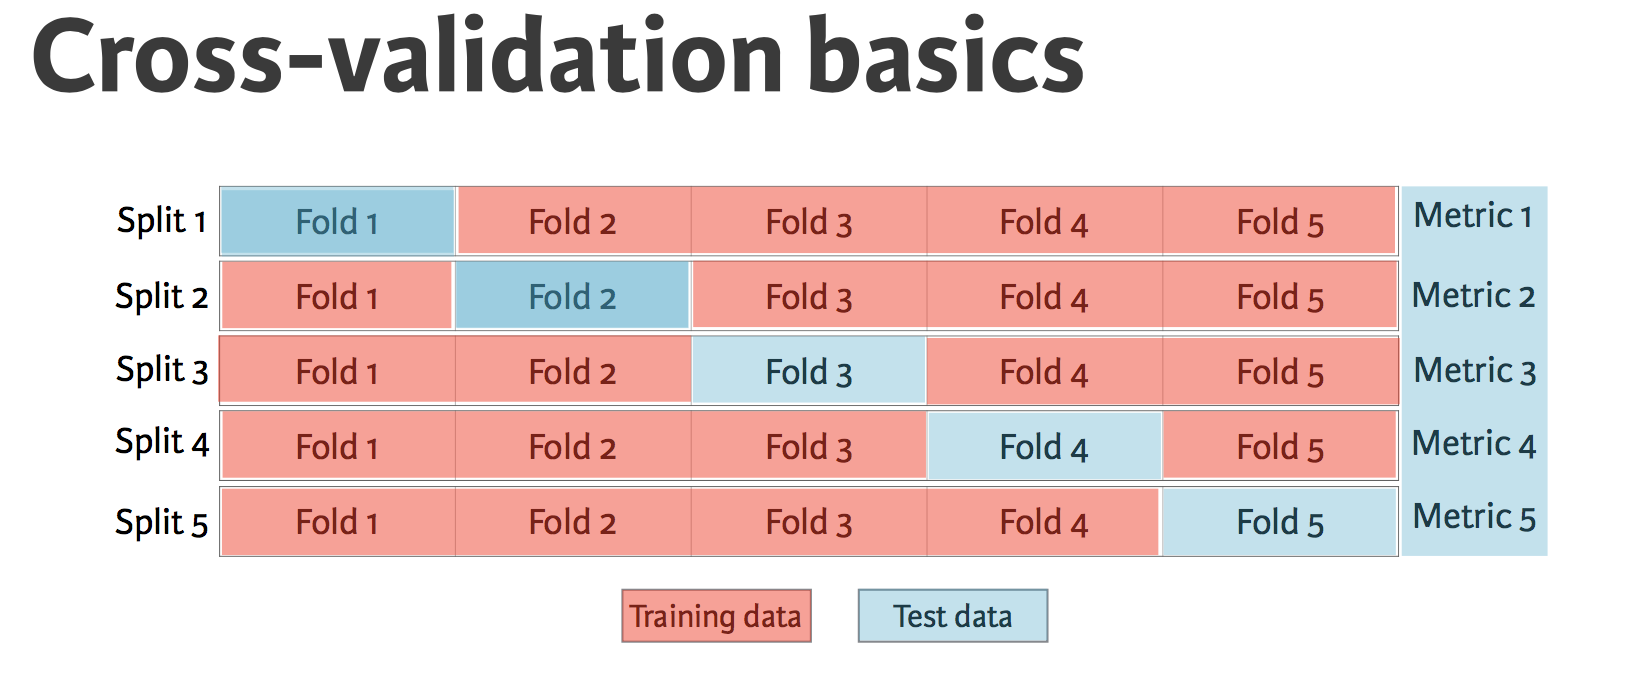 Cross-validation basics
Split 1 Fold 1 Fold 2 Fold 3 Fold 4 Fold 5 Metric 1
Split 2 Fold 1 Fold 2 Fold 3 Fold 4 Fold 5 Metric 2
Split 3 Fold 1 Fold 2 Fold 3 Fold 4 Fold 5 Metric 3
Split 4 Fold 1 Fold 2 Fold 3 Fold 4 Fold 5 Metric 4
Split 5 Fold 1 Fold 2 Fold 3 Fold 4 Fold 5 Metric 5
Training data Test data